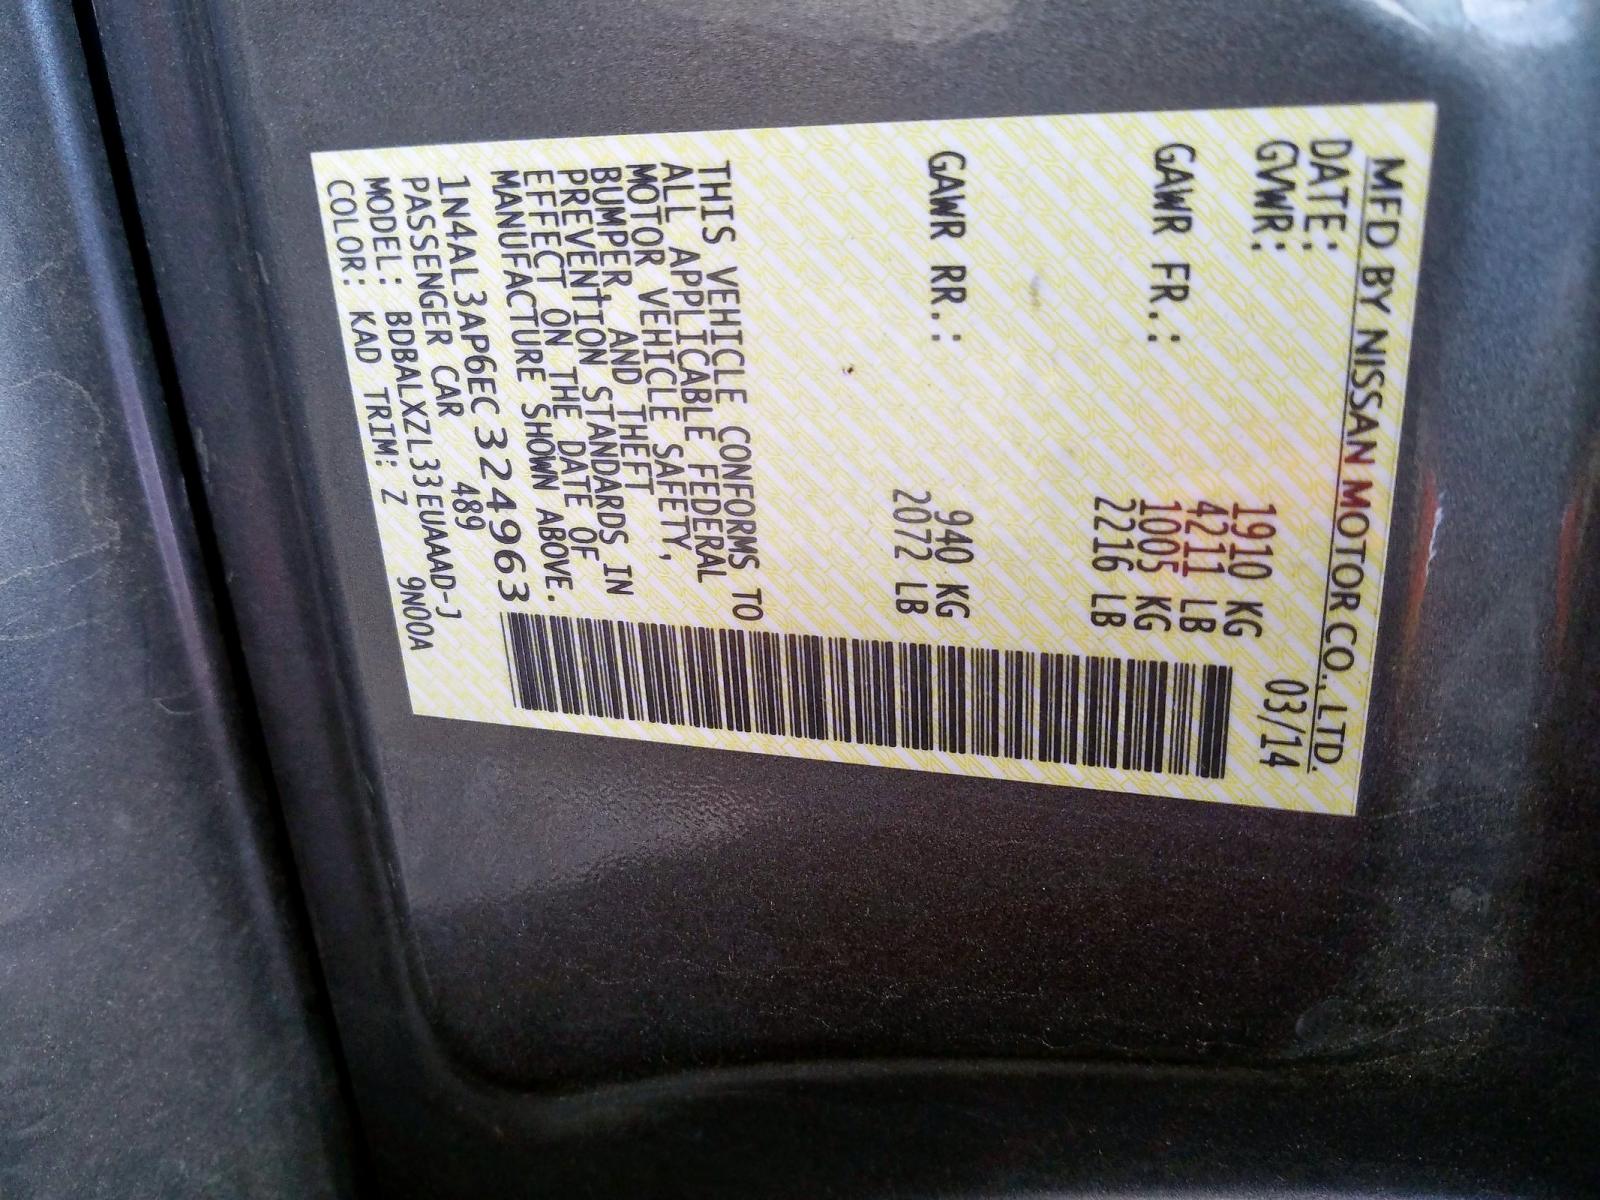 MFD BY NISSAN MOTOR CO., LTD.
DATE: 03/14
GVWR: 1910 KG
4211 LB
GAWR FR.: 1005 KG
2216 LB
GAWR RR.: 940 KG
2072 LB
THIS VEHICLE CONFORMS TO
ALL APPLICABLE FEDERAL
MOTOR VEHICLE SAFETY,
BUMPER, AND THEFT
PREVENTION STANDARDS IN
EFFECT ON THE DATE OF
MANUFACTURE SHOWN ABOVE.
1N4AL3AP6EC324963
PASSENGER CAR 489
MODEL: BDBALXZL33EUAAAD-J
COLOR: KAD TRIM: Z 9N00A